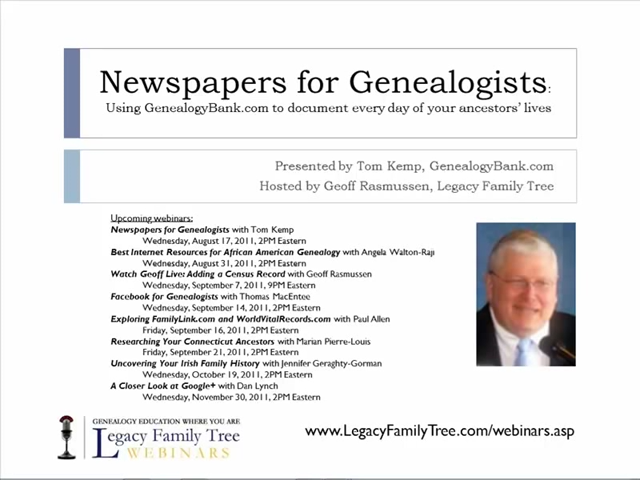 Newspapers for Genealogists:
Using GenealogyBank.com to document every day of your ancestors' lives
Presented by Tom Kemp, GenealogyBank.com
Hosted by Geoff Rasmussen, Legacy Family Tree
Upcoming webinars:
Newspapers for Genealogists with Tom Kemp
Wednesday, August 17, 2011, 2PM Eastern
Best Internet Resources for African American Genealogy with Angela Walton-Raji
Wednesday, August 31, 2011, 2PM Eastern
Watch Geoff Live: Adding a Census Record with Geoff Rasmussen
Wednesday, September 7, 2011, 9PM Eastern
Facebook for Genealogists with Thomas MacEntee
Wednesday, September 14, 2011, 2PM Eastern
Exploring FamilyLink.com and WorldVitalRecords.com with Paul Allen
Friday, September 16, 2011, 2PM Eastern
Researching Your Connecticut Ancestors with Marian Pierre-Louis
Friday, September 21, 2011, 2PM Eastern
Uncovering Your Irish Family History with Jennifer Geraghty-Gorman
Wednesday, October 19, 2011, 2PM Eastern
A Closer Look at Google+ with Dan Lynch
Wednesday, November 30, 2011, 2PM Eastern
GENEALOGY EDUCATION WHERE YOU ARE
Legacy Family Tree
WEBINARS
www.LegacyFamilyTree.com/webinars.asp